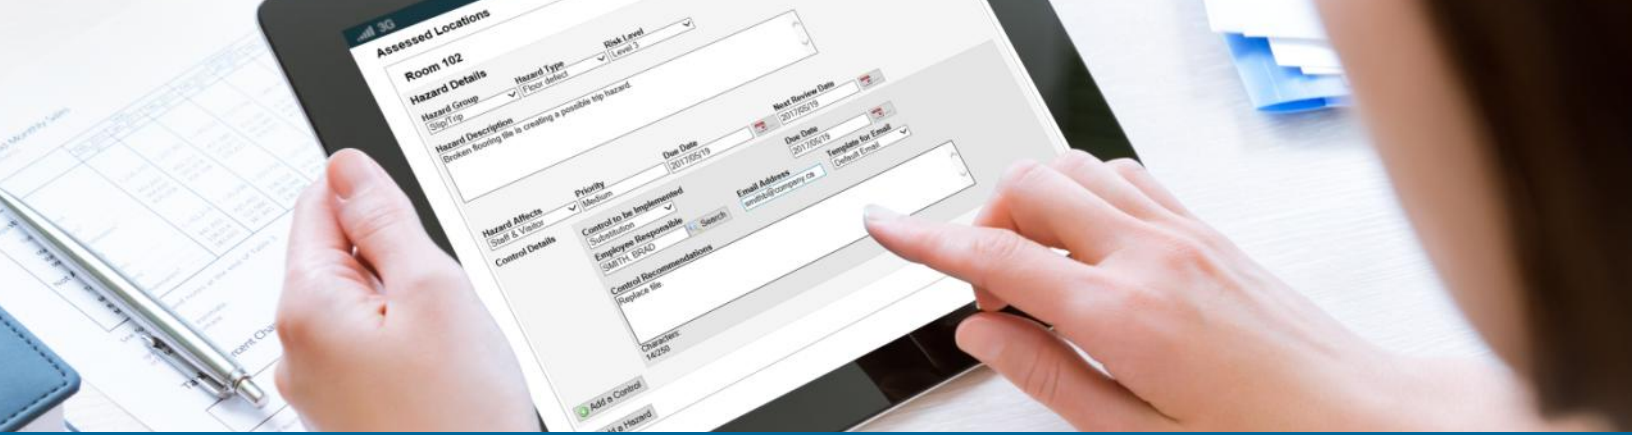 3G
Assessed Locations
Room 102
Hazard Details
Hazard Group Hazard Type Risk Level
Slip/Trip Floor defect Level 3
Hazard Description
Broken flooring tile is creating a possible trip hazard.
Hazard Affects Priority Due Date Next Review Date
Staff & Visitor Medium 2017/05/19 2017/05/19
Control Details
Control to be Implemented Due Date
Substitution 2017/05/19
Employee Responsible Email Address Template for Email
SMITH, BRAD Search smithb@company.ca Default Email
Control Recommendations
Replace tile.
Characters:
14/250
Add a Control
a Hazard
Monthly Sales